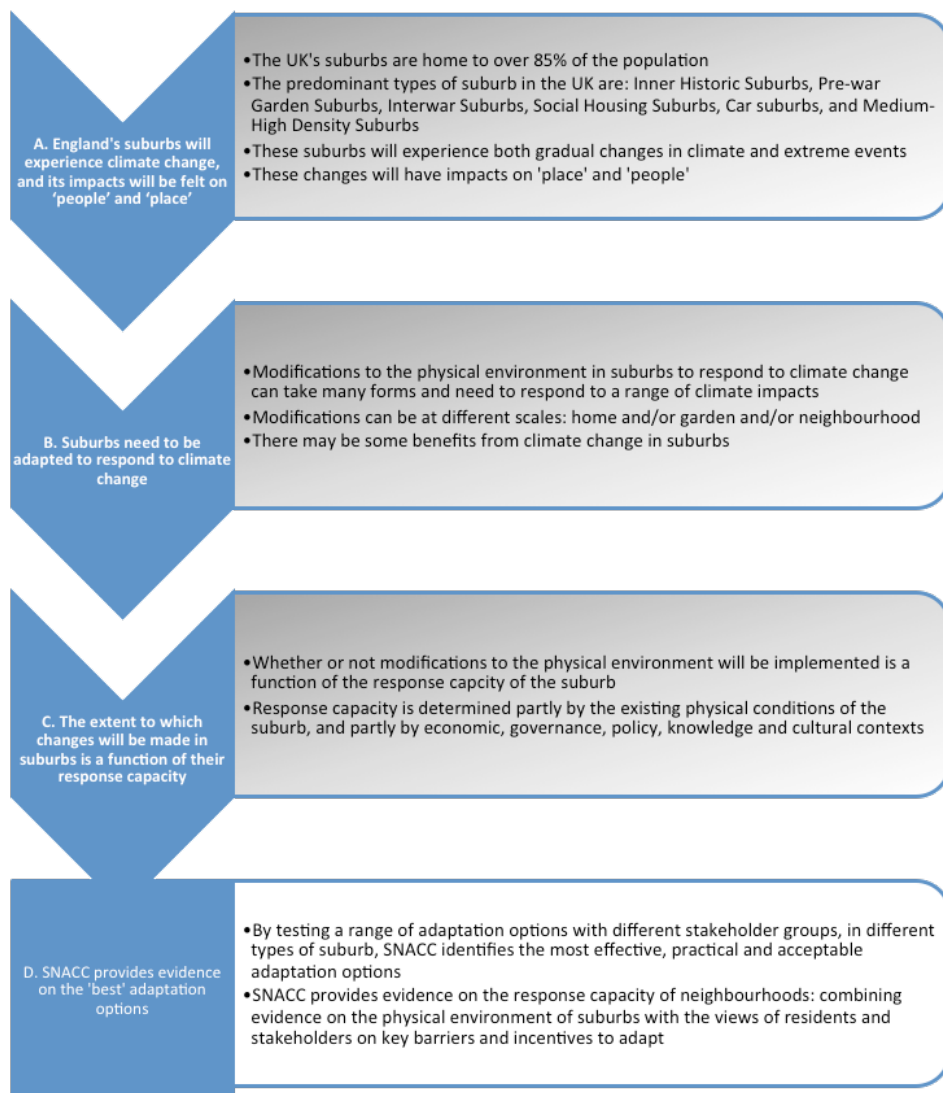 A. England's suburbs will
experience climate change,
and its impacts will be felt on
‘people’ and ‘place’
•The UK's suburbs are home to over 85% of the population
•The predominant types of suburb in the UK are: Inner Historic Suburbs, Pre-war
Garden Suburbs, Interwar Suburbs, Social Housing Suburbs, Car suburbs, and Medium-
High Density Suburbs
•These suburbs will experience both gradual changes in climate and extreme events
•These changes will have impacts on 'place' and 'people'
B. Suburbs need to be
adapted to respond to climate
change
•Modifications to the physical environment in suburbs to respond to climate change
can take many forms and need to respond to a range of climate impacts
•Modifications can be at different scales: home and/or garden and/or neighbourhood
•There may be some benefits from climate change in suburbs
C. The extent to which
changes will be made in
suburbs is a function of their
response capacity
•Whether or not modifications to the physical environment will be implemented is a
function of the response capcity of the suburb
•Response capacity is determined partly by the existing physical conditions of the
suburb, and partly by economic, governance, policy, knowledge and cultural contexts
D. SNACC provides evidence
on the 'best' adaptation
options
•By testing a range of adaptation options with different stakeholder groups, in different
types of suburb, SNACC identifies the most effective, practical and acceptable
adaptation options
•SNACC provides evidence on the response capacity of neighbourhoods: combining
evidence on the physical environment of suburbs with the views of residents and
stakeholders on key barriers and incentives to adapt